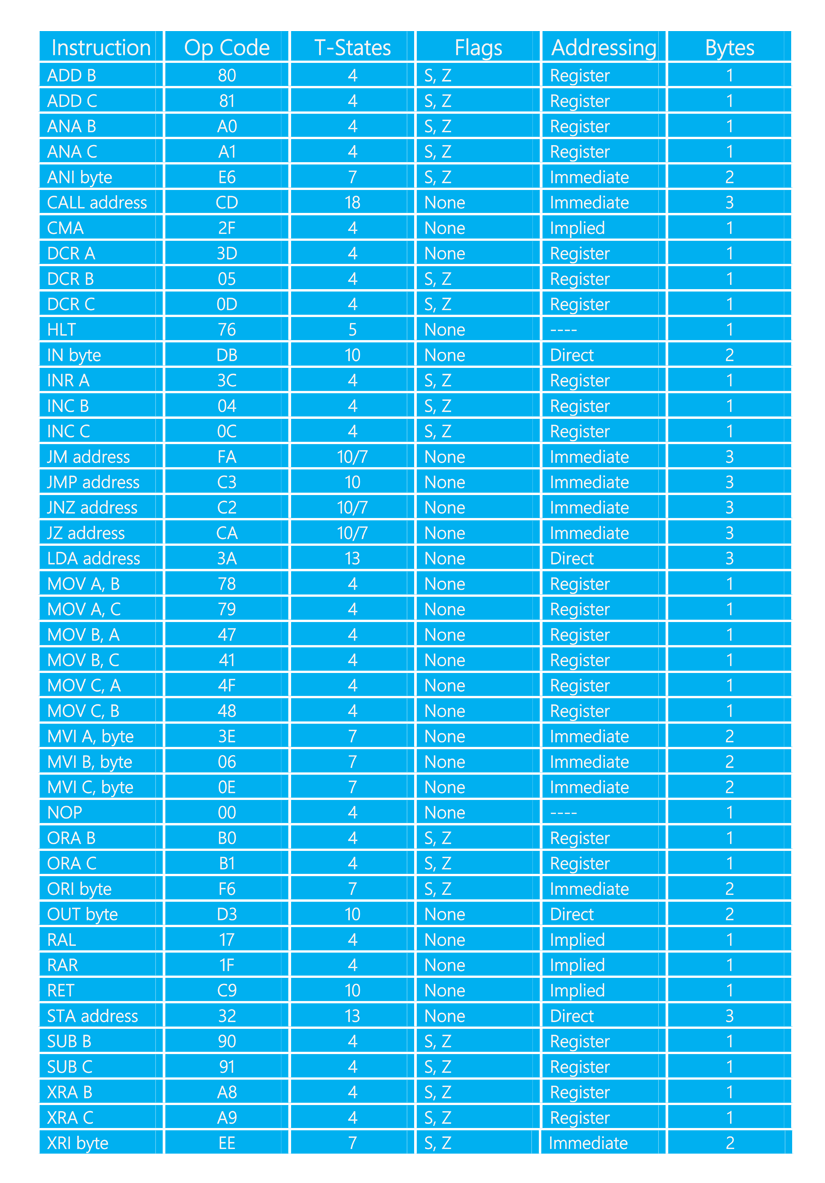 Instruction Op Code T-States Flags Addressing Bytes
ADD B 80 4 S, Z Register 1
ADD C 81 4 S, Z Register 1
ANA B A0 4 S, Z Register 1
ANA C A1 4 S, Z Register 1
ANI byte E6 7 S, Z Immediate 2
CALL address CD 18 None Immediate 3
CMA 2F 4 None Implied 1
DCR A 3D 4 None Register 1
DCR B 05 4 S, Z Register 1
DCR C 0D 4 S, Z Register 1
HLT 76 5 None ---- 1
IN byte DB 10 None Direct 2
INR A 3C 4 S, Z Register 1
INC B 04 4 S, Z Register 1
INC C 0C 4 S, Z Register 1
JM address FA 10/7 None Immediate 3
JMP address C3 10 None Immediate 3
JNZ address C2 10/7 None Immediate 3
JZ address CA 10/7 None Immediate 3
LDA address 3A 13 None Direct 3
MOV A, B 78 4 None Register 1
MOV A, C 79 4 None Register 1
MOV B, A 47 4 None Register 1
MOV B, C 41 4 None Register 1
MOV C, A 4F 4 None Register 1
MOV C, B 48 4 None Register 1
MVI A, byte 3E 7 None Immediate 2
MVI B, byte 06 7 None Immediate 2
MVI C, byte 0E 7 None Immediate 2
NOP 00 4 None ---- 1
ORA B B0 4 S, Z Register 1
ORA C B1 4 S, Z Register 1
ORI byte F6 7 S, Z Immediate 2
OUT byte D3 10 None Direct 2
RAL 17 4 None Implied 1
RAR 1F 4 None Implied 1
RET C9 10 None Implied 1
STA address 32 13 None Direct 3
SUB B 90 4 S, Z Register 1
SUB C 91 4 S, Z Register 1
XRA B A8 4 S, Z Register 1
XRA C A9 4 S, Z Register 1
XRI byte EE 7 S, Z Immediate 2